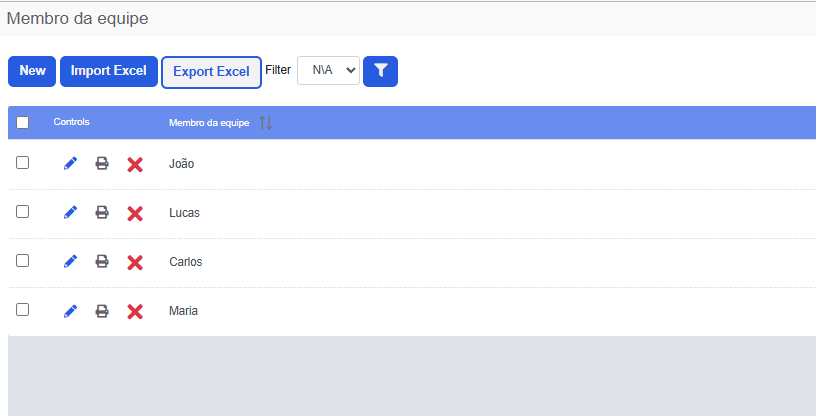 Membro da equipe
New Import Excel Export Excel Filter N\A
Controls Membro da equipe
João
Lucas
Carlos
Maria